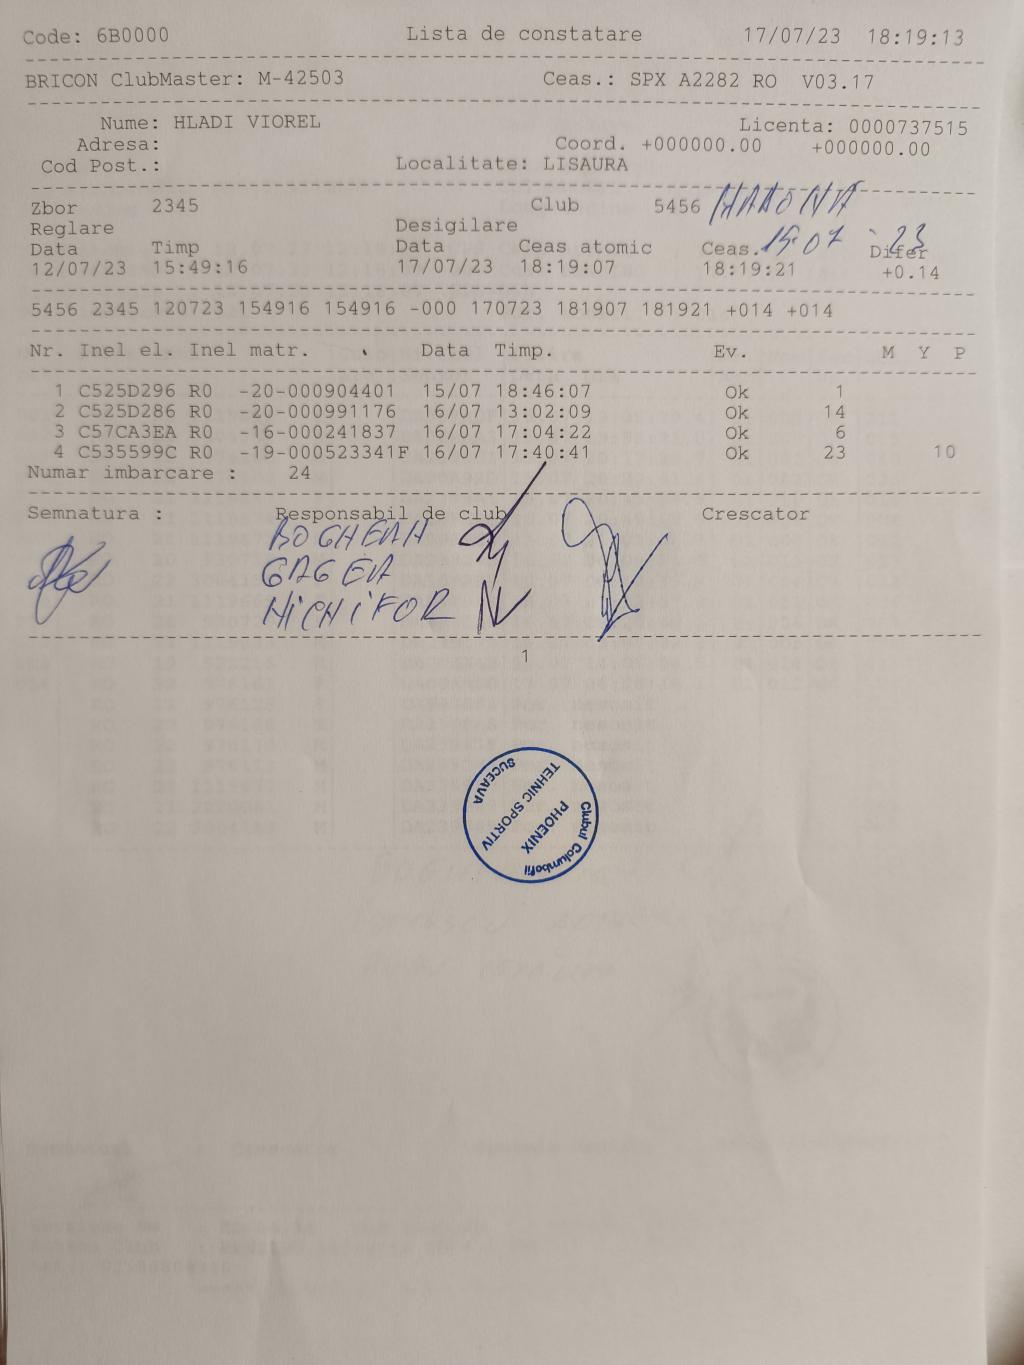 Code: 6B0000 Lista de constatare 17/07/23 18:19:13
BRICON ClubMaster: M-42503 Ceas.: SPX A2282 RO V03.17
Nume: HLADI VIOREL Licenta: 0000737515
Adresa: Coord. +000000.00 +000000.00
Cod Post.: Localitate: LISAURA
Zbor 2345 Club 5456
Reglare Desigilare 15.07.23
Data Timp Data Ceas atomic Ceas. Difer
12/07/23 15:49:16 17/07/23 18:19:07 18:19:21 +0.14
5456 2345 120723 154916 154916 -000 170723 181907 181921 +014 +014
Nr. Inel el. Inel matr. Data Timp. Ev. M Y P
1 C525D296 RO -20-000904401 15/07 18:46:07 Ok 1
2 C525D286 RO -20-000991176 16/07 13:02:09 Ok 14
3 C57CA3EA RO -16-000241837 16/07 17:04:22 Ok 6
4 C535599C RO -19-000523341F 16/07 17:40:41 Ok 23 10
Numar imbarcare : 24
Semnatura : Responsabil de club Crescator
BOGHEAN
GAGEA
NICHIFOR
1
Clubul Columbofil
PHOENIX
TEHNIC SPORTIV
SUCEAVA